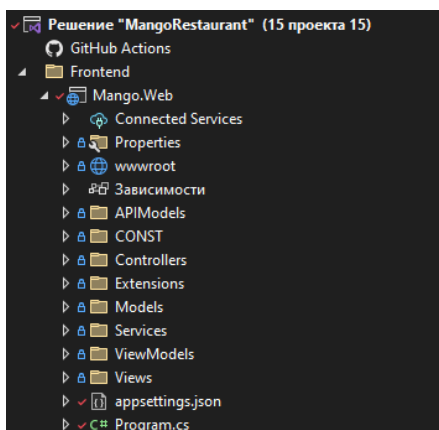 Решение "MangoRestaurant" (15 проекта 15)
GitHub Actions
Frontend
Mango.Web
Connected Services
Properties
wwwroot
Зависимости
APIModels
CONST
Controllers
Extensions
Models
Services
ViewModels
Views
appsettings.json
C# Program.cs